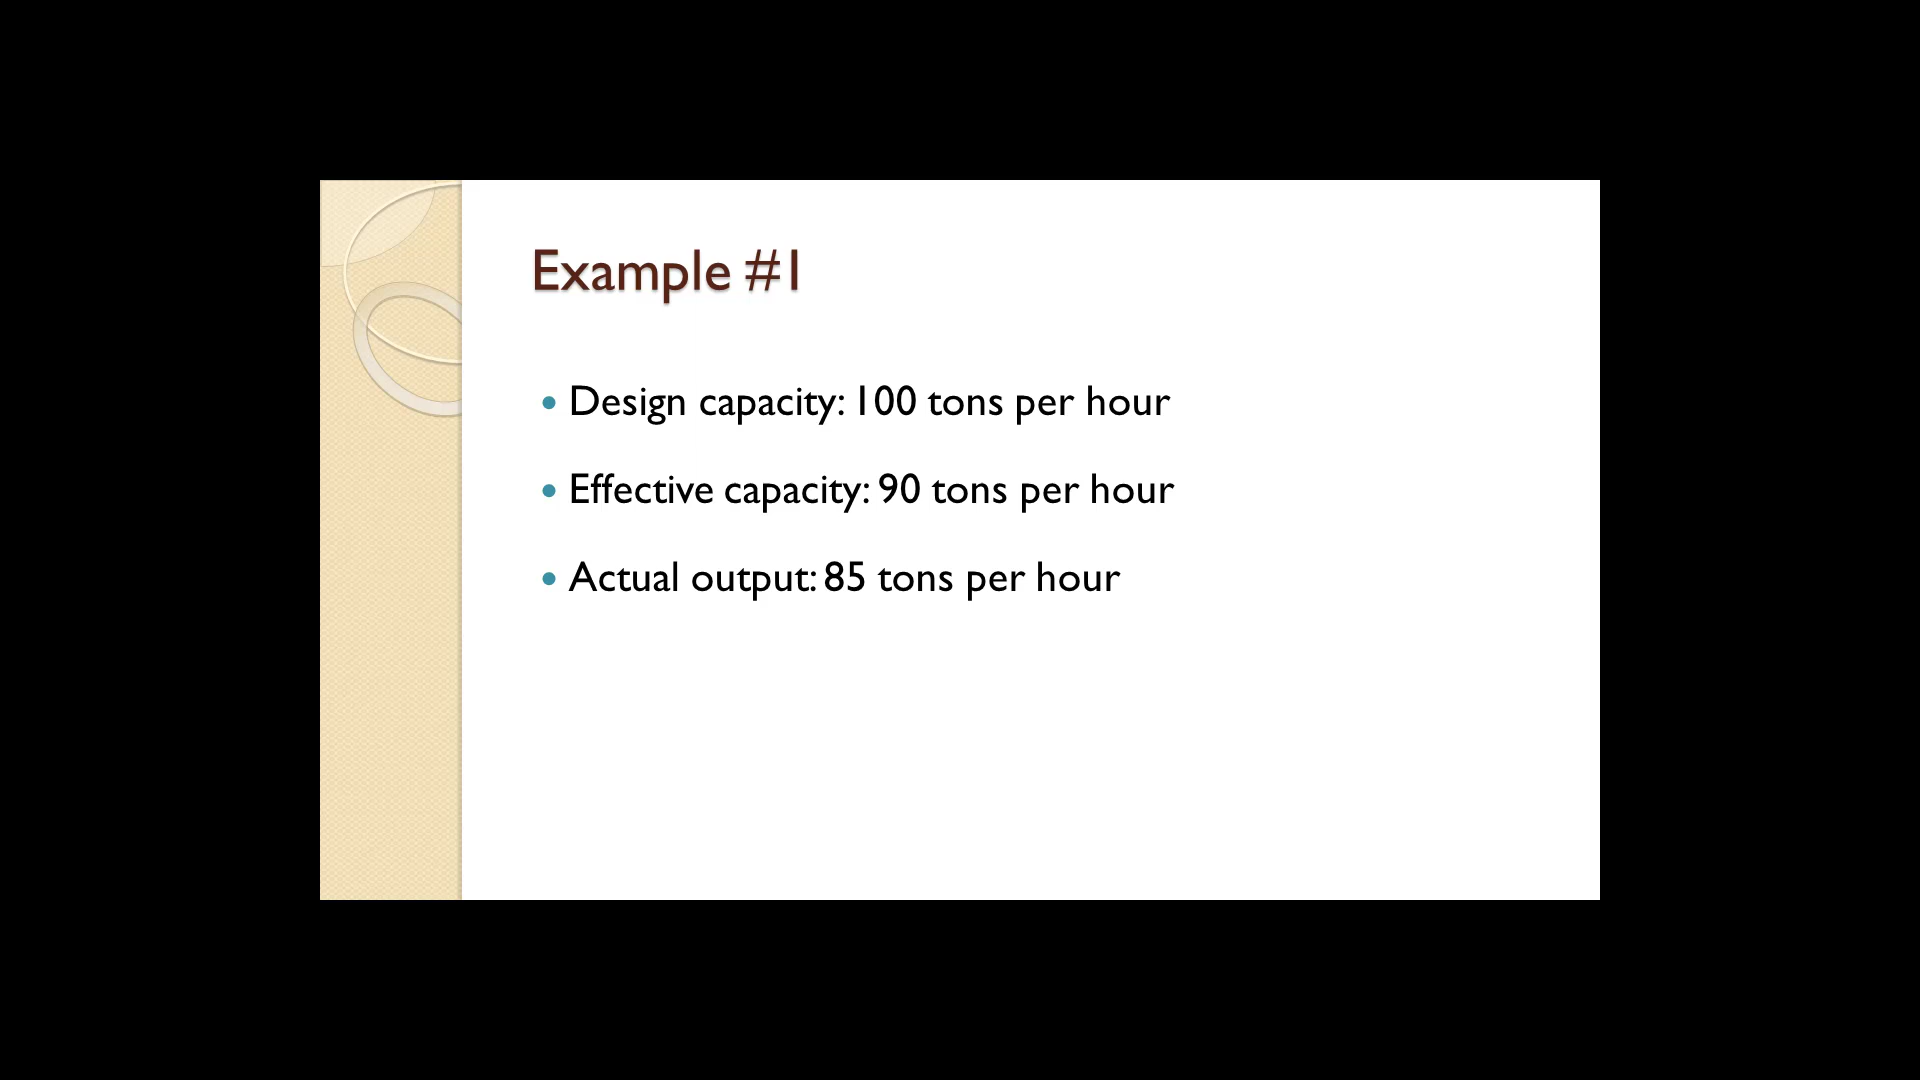 Example #1
• Design capacity: 100 tons per hour
• Effective capacity: 90 tons per hour
• Actual output: 85 tons per hour